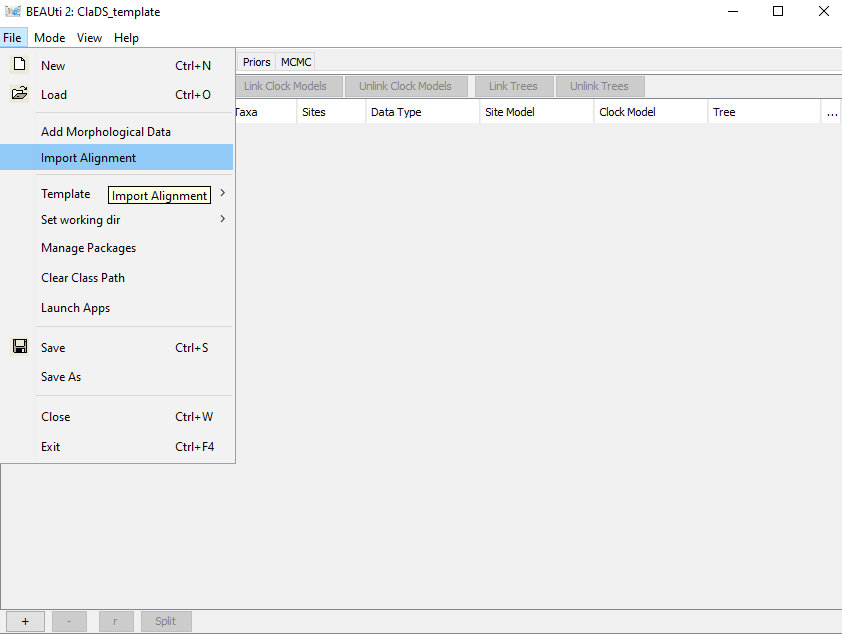 BEAUti 2: ClaDS_template
File Mode View Help
New Ctrl+N
Load Ctrl+O
Add Morphological Data
Import Alignment
Template
Import Alignment
Set working dir
Manage Packages
Clear Class Path
Launch Apps
Save Ctrl+S
Save As
Close Ctrl+W
Exit Ctrl+F4
Priors MCMC
Link Clock Models Unlink Clock Models Link Trees Unlink Trees
Taxa Sites Data Type Site Model Clock Model Tree ...
+ - r Split